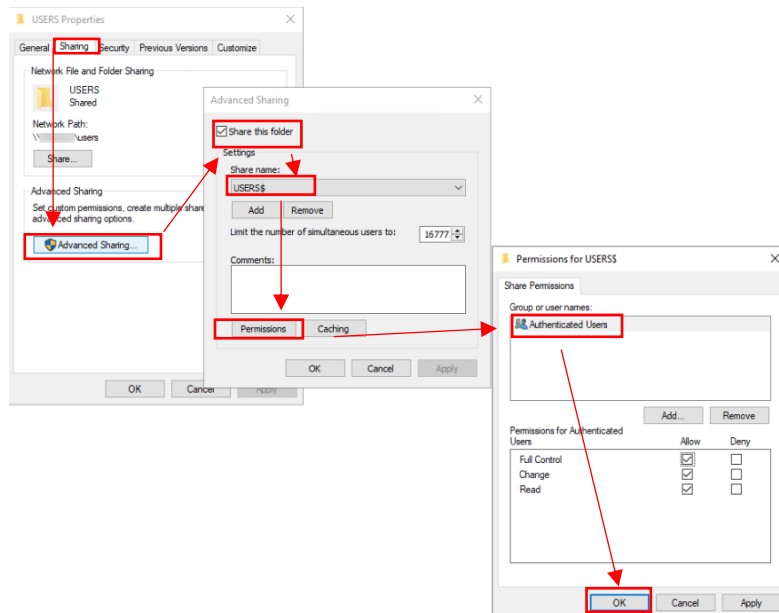 USERS Properties
General Sharing Security Previous Versions Customize
Network File and Folder Sharing
USERS
Shared
Network Path:
\\ \users
Share...
Advanced Sharing
Set custom permissions, create multiple share
advanced sharing options.
Advanced Sharing...
OK Cancel Apply
Advanced Sharing
Share this folder
Settings
Share name:
USERS$
Add Remove
Limit the number of simultaneous users to: 16777
Comments:
Permissions Caching
OK Cancel Apply
Permissions for USERS$
Share Permissions
Group or user names:
Authenticated Users
Add... Remove
Permissions for Authenticated
Users Allow Deny
Full Control
Change
Read
OK Cancel Apply